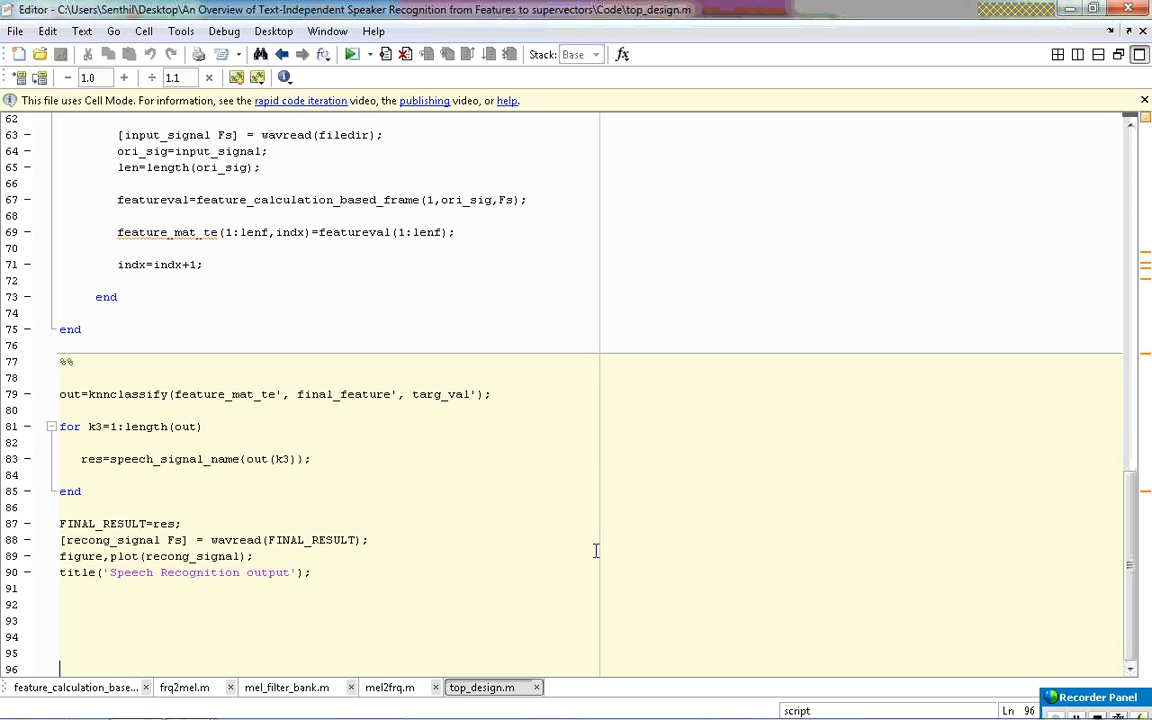 Editor - C:\Users\Senthil\Desktop\An Overview of Text-Independent Speaker Recognition from Features to supervectors\Code\top_design.m
File Edit Text Go Cell Tools Debug Desktop Window Help
Stack: Base fx
− 1.0 + ÷ 1.1 ×
This file uses Cell Mode. For information, see the rapid code iteration video, the publishing video, or help.
62 −
63 − [input_signal Fs] = wavread(filedir);
64 − ori_sig=input_signal;
65 − len=length(ori_sig);
66
67 − featureval=feature_calculation_based_frame(1,ori_sig,Fs);
68
69 − feature_mat_te(1:lenf,indx)=featureval(1:lenf);
70
71 − indx=indx+1;
72
73 − end
74
75 − end
76
77 %%
78
79 − out=knnclassify(feature_mat_te', final_feature', targ_val');
80
81 − for k3=1:length(out)
82
83 − res=speech_signal_name{out(k3)};
84
85 − end
86
87 − FINAL_RESULT=res;
88 − [recong_signal Fs] = wavread(FINAL_RESULT);
89 − figure,plot(recong_signal);
90 − title('Speech Recognition output');
91
92
93
94
95
96
feature_calculation_base... × frq2mel.m × mel_filter_bank.m × mel2frq.m × top_design.m ×
Recorder Panel
script Ln 96